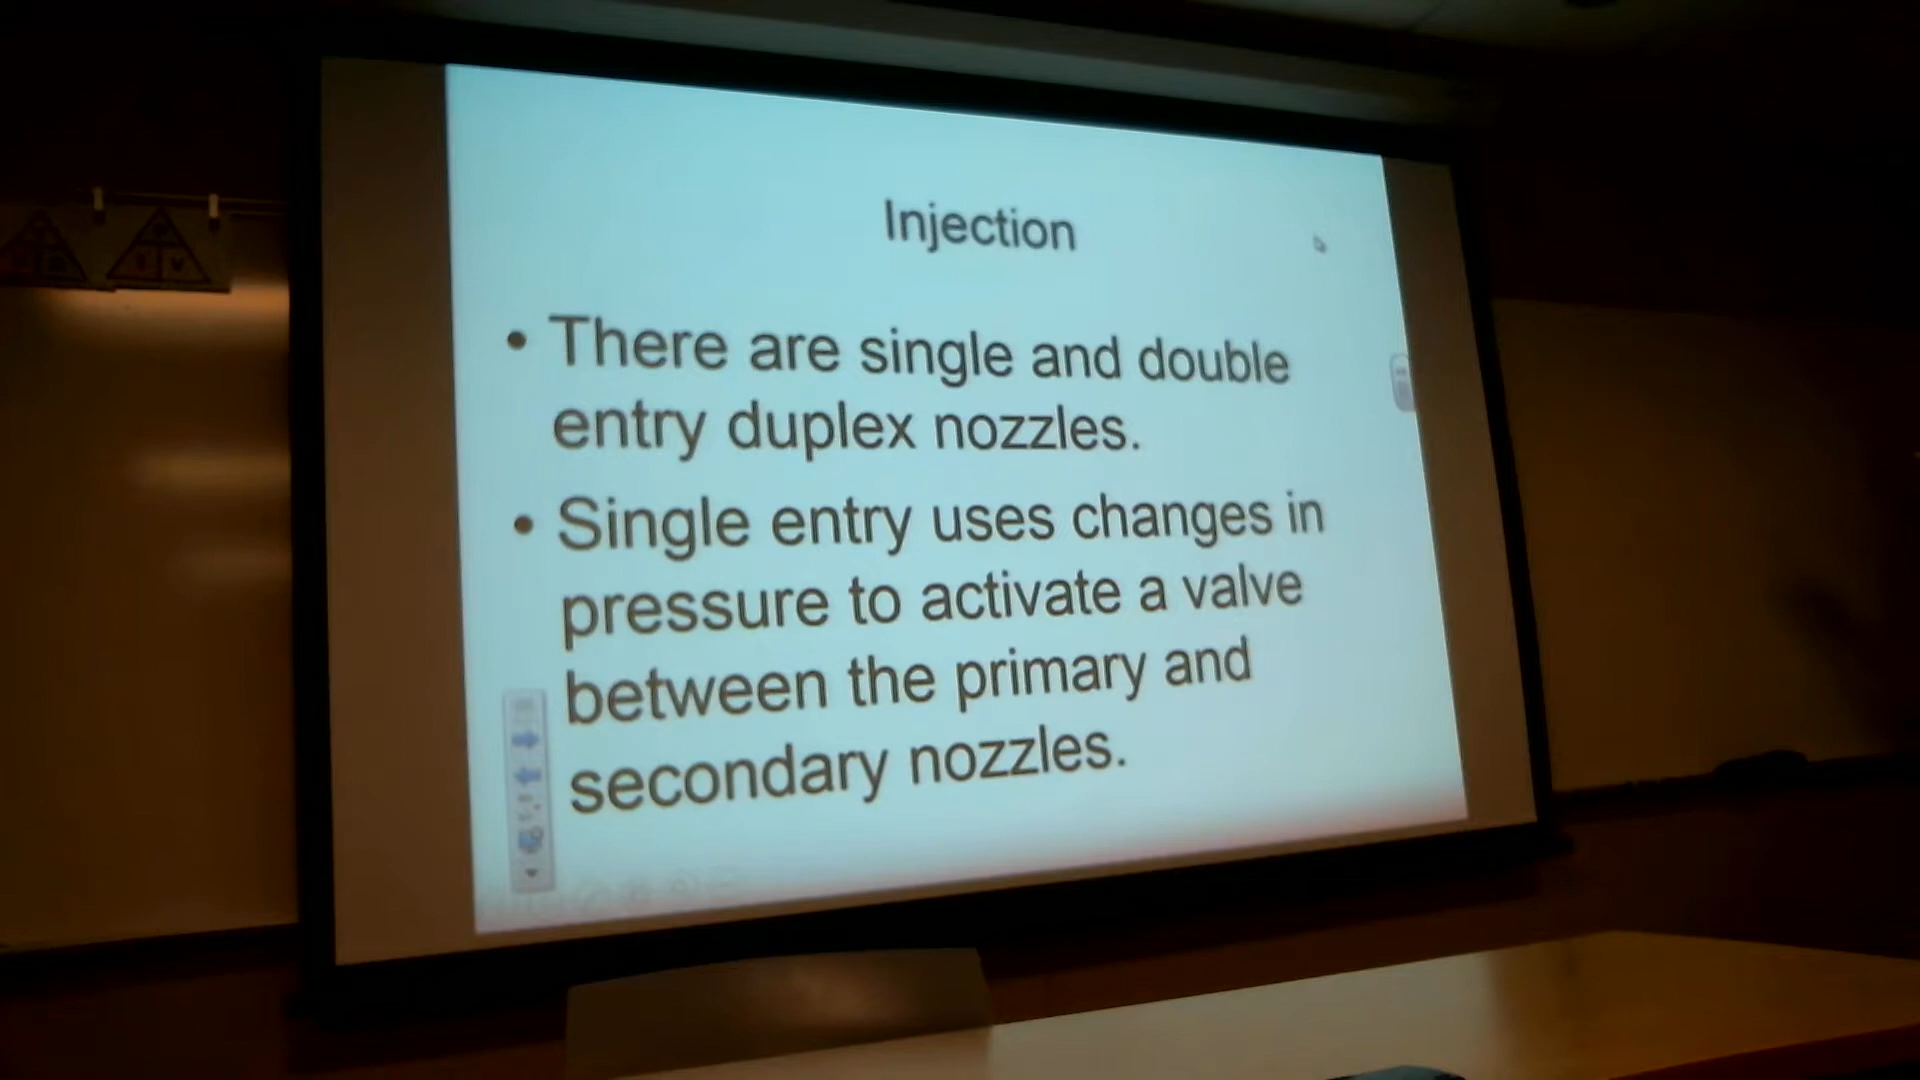 Injection
• There are single and double
entry duplex nozzles.
• Single entry uses changes in
pressure to activate a valve
between the primary and
secondary nozzles.